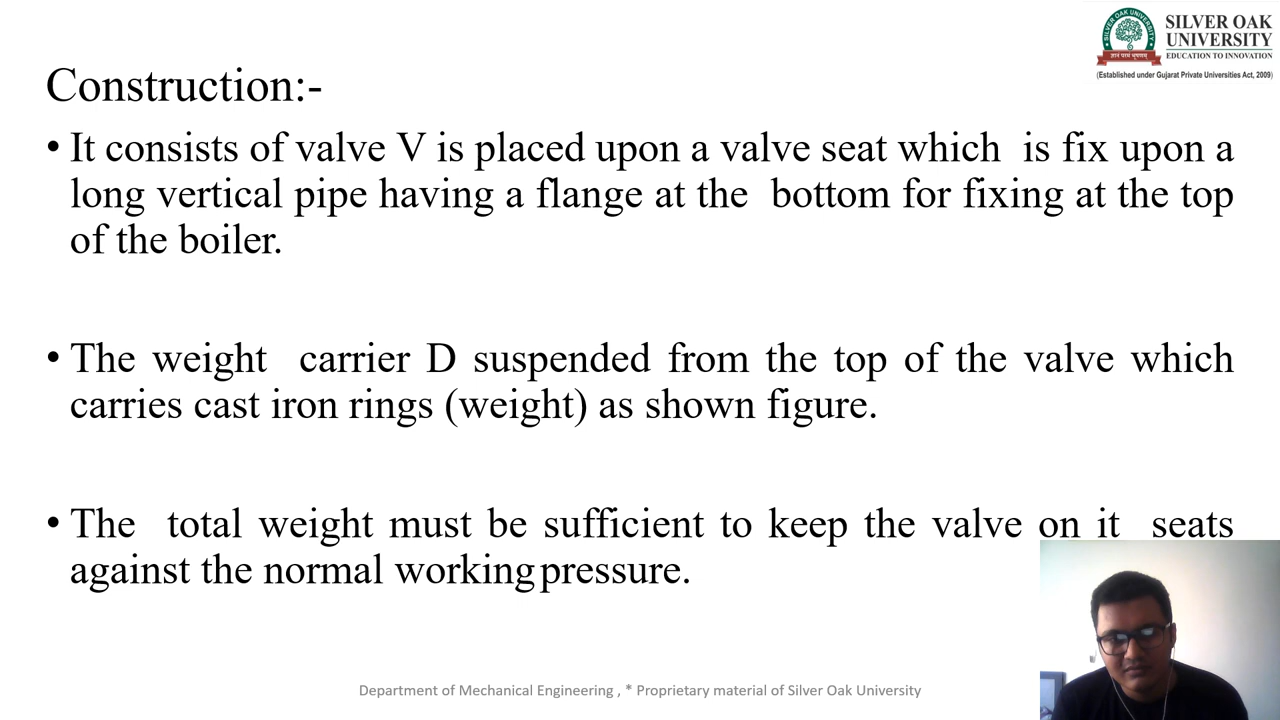 SILVER OAK
UNIVERSITY
EDUCATION TO INNOVATION
(Established under Gujarat Private Universities Act, 2009)
Construction:-
• It consists of valve V is placed upon a valve seat which is fix upon a
long vertical pipe having a flange at the bottom for fixing at the top
of the boiler.
• The weight carrier D suspended from the top of the valve which
carries cast iron rings (weight) as shown figure.
• The total weight must be sufficient to keep the valve on it seats
against the normal working pressure.
Department of Mechanical Engineering , * Proprietary material of Silver Oak University